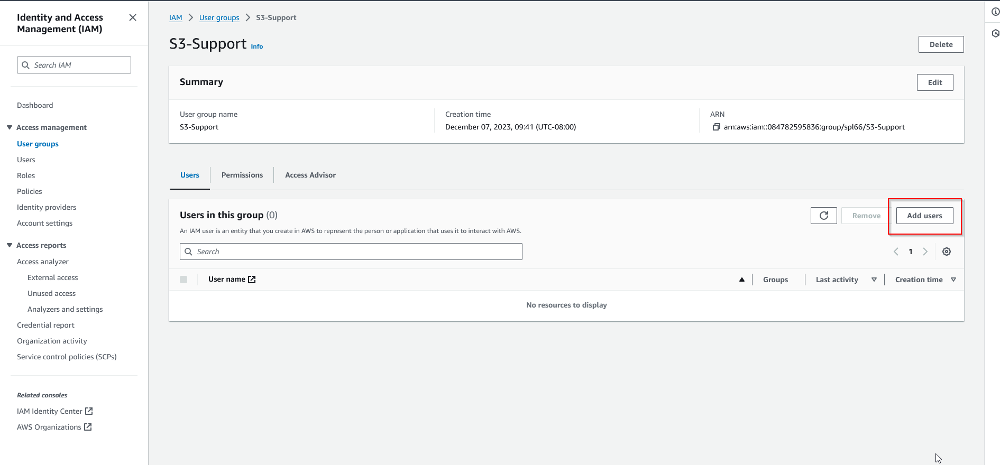 Identity and Access
Management (IAM)
Search IAM
Dashboard
Access management
User groups
Users
Roles
Policies
Identity providers
Account settings
Access reports
Access analyzer
External access
Unused access
Analyzers and settings
Credential report
Organization activity
Service control policies (SCPs)
Related consoles
IAM Identity Center
AWS Organizations
IAM > User groups > S3-Support
S3-Support Info
Delete
Summary
Edit
User group name
S3-Support
Creation time
December 07, 2023, 09:41 (UTC-08:00)
ARN
arn:aws:iam::084782595836:group/spl66/S3-Support
Users
Permissions
Access Advisor
Users in this group (0)
Remove
Add users
An IAM user is an entity that you create in AWS to represent the person or application that uses it to interact with AWS.
Search
1
User name
Groups
Last activity
Creation time
No resources to display